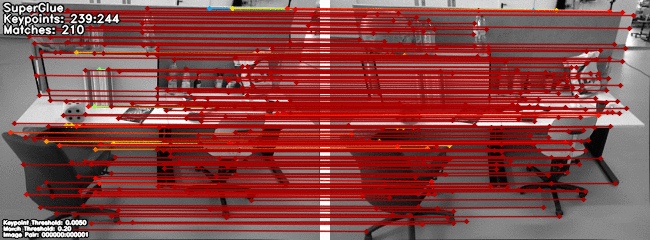 SuperGlue
Keypoints: 239:244
Matches: 210
Keypoint Threshold: 0.0050
Match Threshold: 0.20
Image Pair: 000000:000001